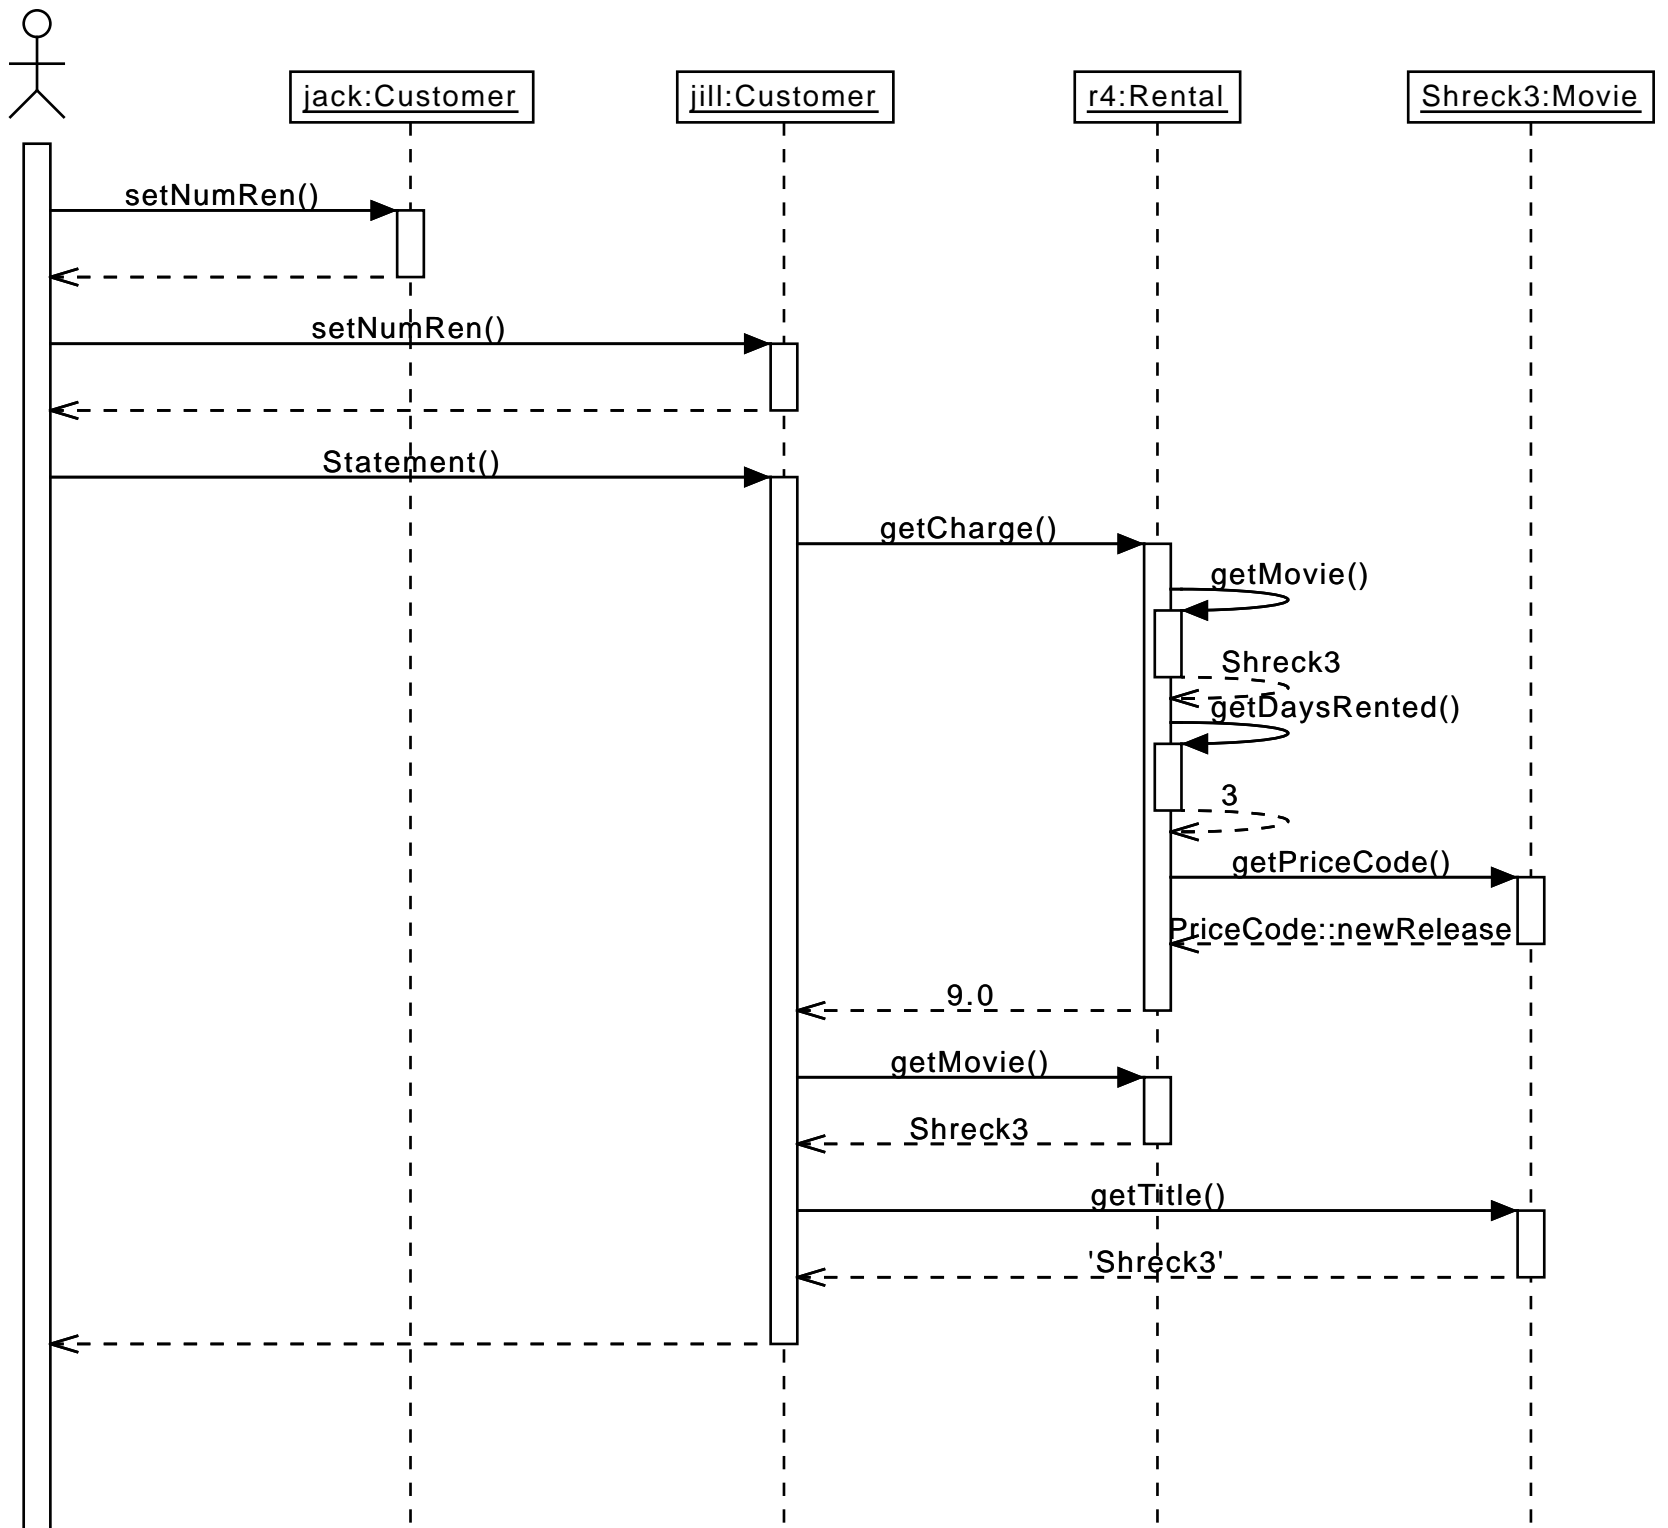 jack:Customer
jill:Customer
r4:Rental
Shreck3:Movie
setNumRen()
setNumRen()
Statement()
getCharge()
getMovie()
Shreck3
getDaysRented()
3
getPriceCode()
PriceCode::newRelease
9.0
getMovie()
Shreck3
getTitle()
'Shreck3'